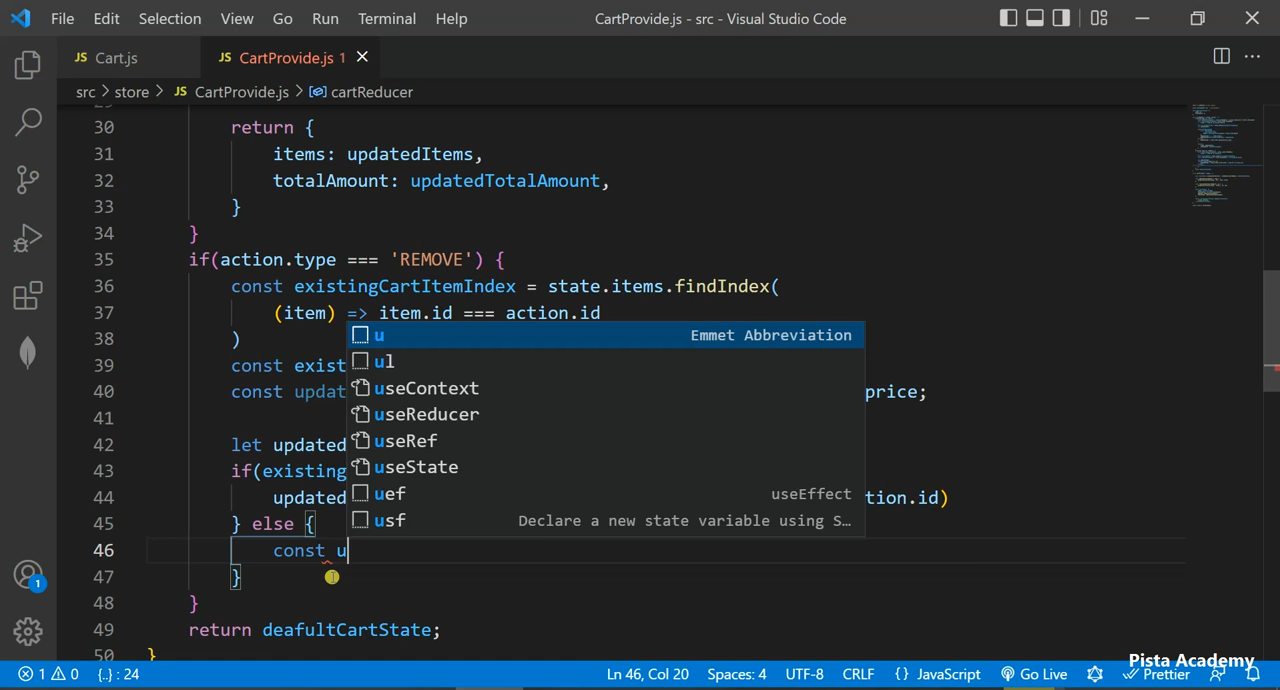 File Edit Selection View Go Run Terminal Help CartProvide.js - src - Visual Studio Code
JS Cart.js JS CartProvide.js 1
src > store > JS CartProvide.js > cartReducer
30 return {
31 items: updatedItems,
32 totalAmount: updatedTotalAmount,
33 }
34 }
35 if(action.type === 'REMOVE') {
36 const existingCartItemIndex = state.items.findIndex(
37 (item) => item.id === action.id
u Emmet Abbreviation
38 )
ul
39 const exist
useContext
40 const updat price;
useReducer
41
useRef
42 let updated
useState
43 if(existing
uef useEffect
44 updated tion.id)
usf Declare a new state variable using S…
45 } else {
46 const u
47 }
48 }
49 return deafultCartState;
50 }
Pista Academy
1 0 {..} : 24 Ln 46, Col 20 Spaces: 4 UTF-8 CRLF {} JavaScript Go Live Prettier
1